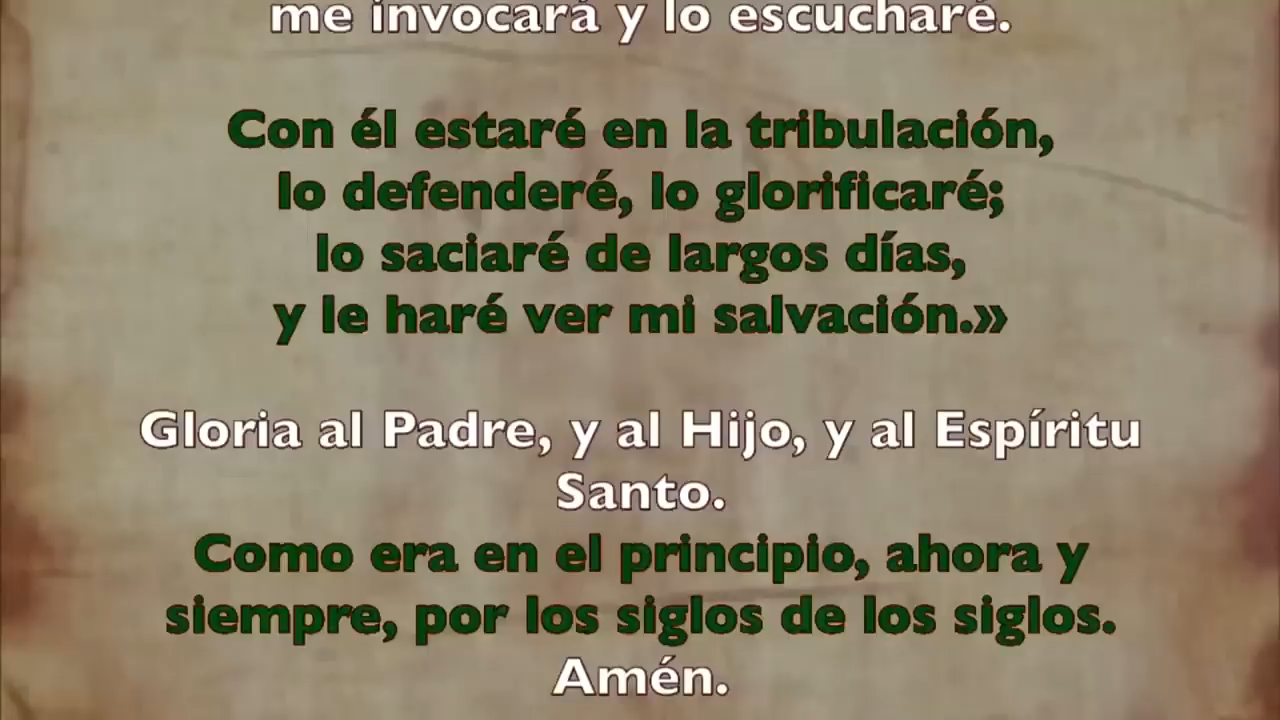 me invocará y lo escucharé.
Con él estaré en la tribulación,
lo defenderé, lo glorificaré;
lo saciaré de largos días,
y le haré ver mi salvación.»
Gloria al Padre, y al Hijo, y al Espíritu
Santo.
Como era en el principio, ahora y
siempre, por los siglos de los siglos.
Amén.